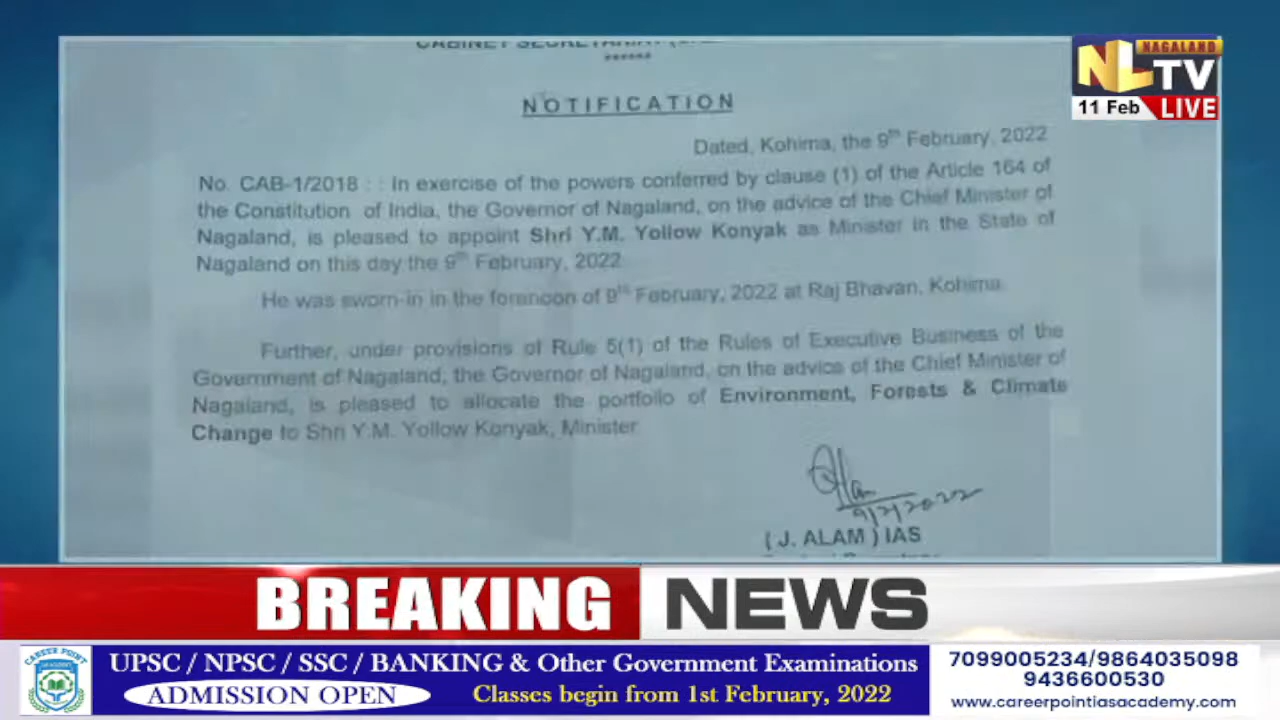 CABINET SECRETARIAT
******
NOTIFICATION
Dated, Kohima, the 9th February, 2022
No. CAB-1/2018 : : In exercise of the powers conferred by clause (1) of the Article 164 of
the Constitution of India, the Governor of Nagaland, on the advice of the Chief Minister of
Nagaland, is pleased to appoint Shri Y.M. Yollow Konyak as Minister in the State of
Nagaland on this day the 9th February, 2022
He was sworn-in in the forenoon of 9th February, 2022 at Raj Bhavan, Kohima.
Further, under provisions of Rule 5(1) of the Rules of Executive Business of the
Government of Nagaland, the Governor of Nagaland, on the advice of the Chief Minister of
Nagaland, is pleased to allocate the portfolio of Environment, Forests & Climate
Change to Shri Y.M. Yollow Konyak, Minister.
9/2/2022
( J. ALAM ) IAS
NAGALAND
NLTV
11 Feb LIVE
BREAKING NEWS
CAREER POINT
UPSC / NPSC / SSC / BANKING & Other Government Examinations
ADMISSION OPEN Classes begin from 1st February, 2022
7099005234/9864035098
9436600530
www.careerpointiasacademy.com